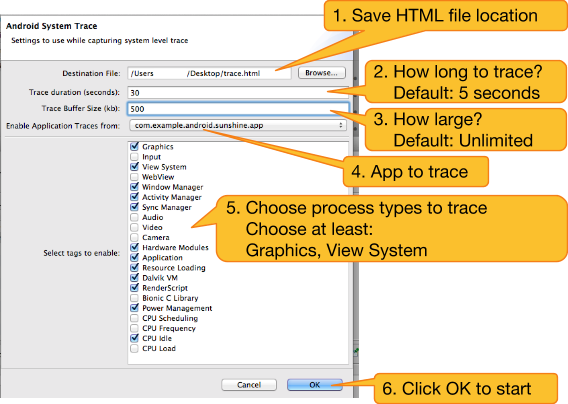 Android System Trace
Settings to use while capturing system level trace
1. Save HTML file location
Destination File: /Users /Desktop/trace.html Browse...
Trace duration (seconds): 30
2. How long to trace?
Default: 5 seconds
Trace Buffer Size (kb): 500
3. How large?
Default: Unlimited
Enable Application Traces from: com.example.android.sunshine.app
4. App to trace
Select tags to enable:
Graphics
Input
View System
WebView
Window Manager
Activity Manager
Sync Manager
Audio
Video
Camera
Hardware Modules
Application
Resource Loading
Dalvik VM
RenderScript
Bionic C Library
Power Management
CPU Scheduling
CPU Frequency
CPU Idle
CPU Load
5. Choose process types to trace
Choose at least:
Graphics, View System
Cancel OK
6. Click OK to start